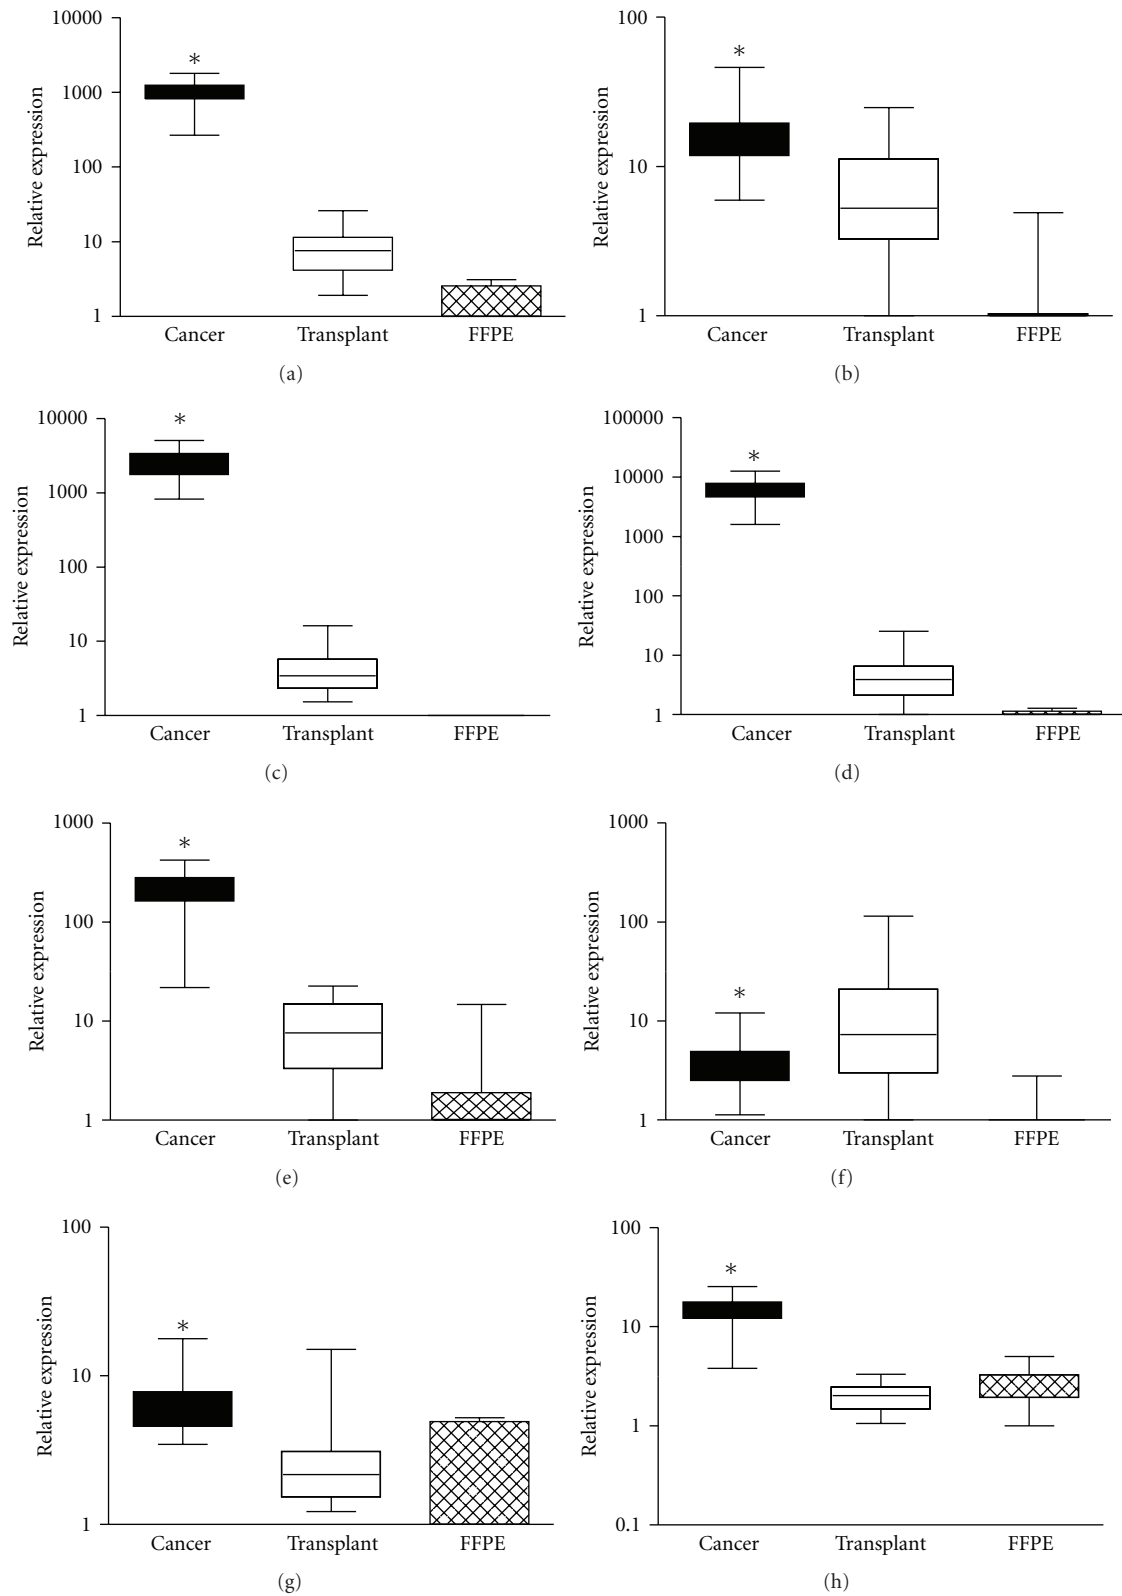 Relative expression
10000
1000
100
10
1
*
Cancer
Transplant
FFPE
(a)
Relative expression
100
10
1
*
Cancer
Transplant
FFPE
(b)
Relative expression
10000
1000
100
10
1
*
Cancer
Transplant
FFPE
(c)
Relative expression
100000
10000
1000
100
10
1
*
Cancer
Transplant
FFPE
(d)
Relative expression
1000
100
10
1
*
Cancer
Transplant
FFPE
(e)
Relative expression
1000
100
10
1
*
Cancer
Transplant
FFPE
(f)
Relative expression
100
10
1
*
Cancer
Transplant
FFPE
(g)
Relative expression
100
10
1
0.1
*
Cancer
Transplant
FFPE
(h)